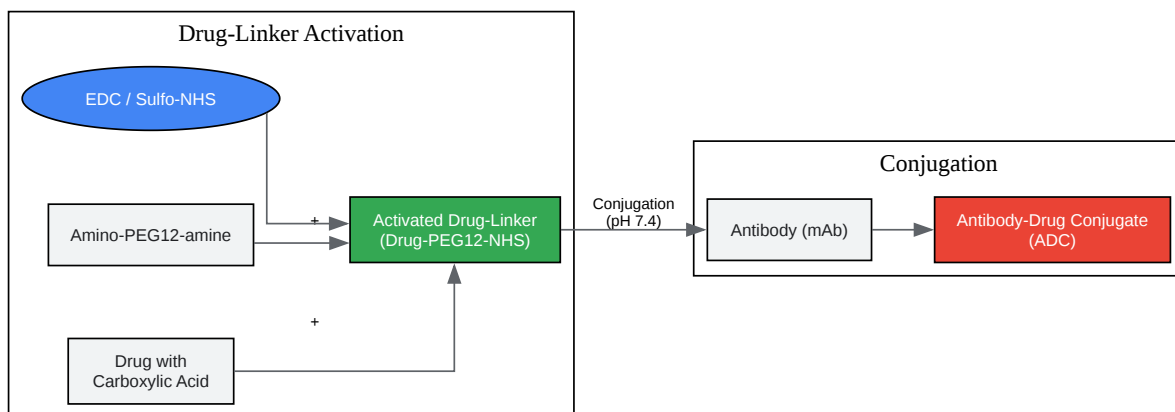 Drug-Linker Activation
EDC / Sulfo-NHS
Amino-PEG12-amine
+
+
Drug with
Carboxylic Acid
Activated Drug-Linker
(Drug-PEG12-NHS)
Conjugation
(pH 7.4)
Conjugation
Antibody (mAb)
Antibody-Drug Conjugate
(ADC)